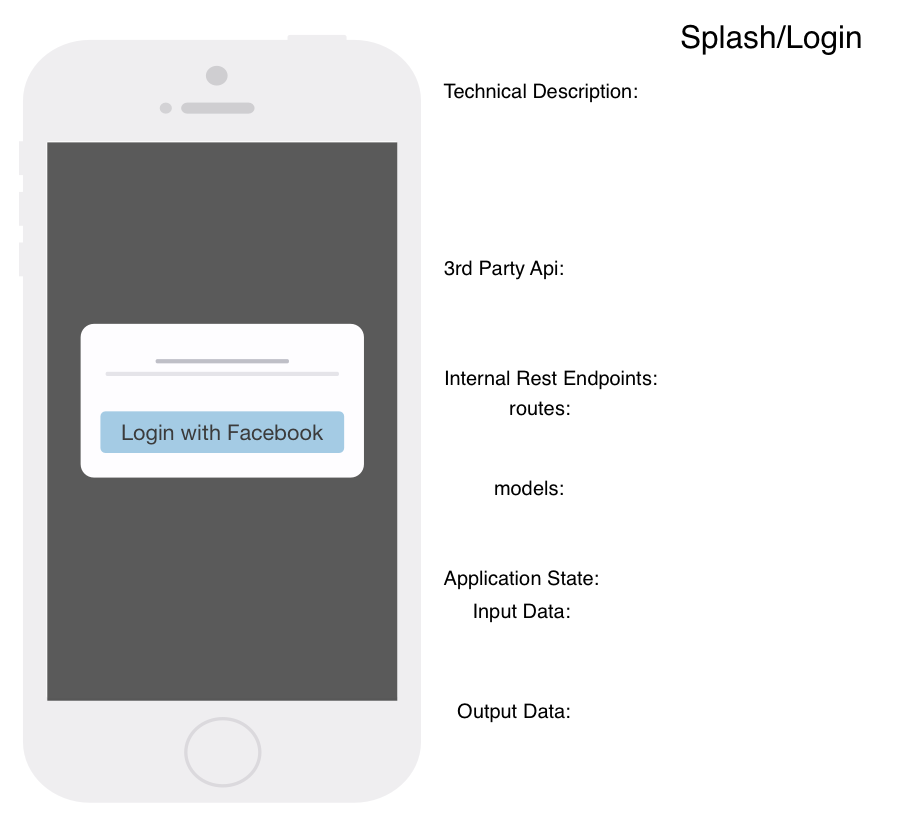 Splash/Login
Technical Description:
3rd Party Api:
Internal Rest Endpoints:
routes:
Login with Facebook
models:
Application State:
Input Data:
Output Data: